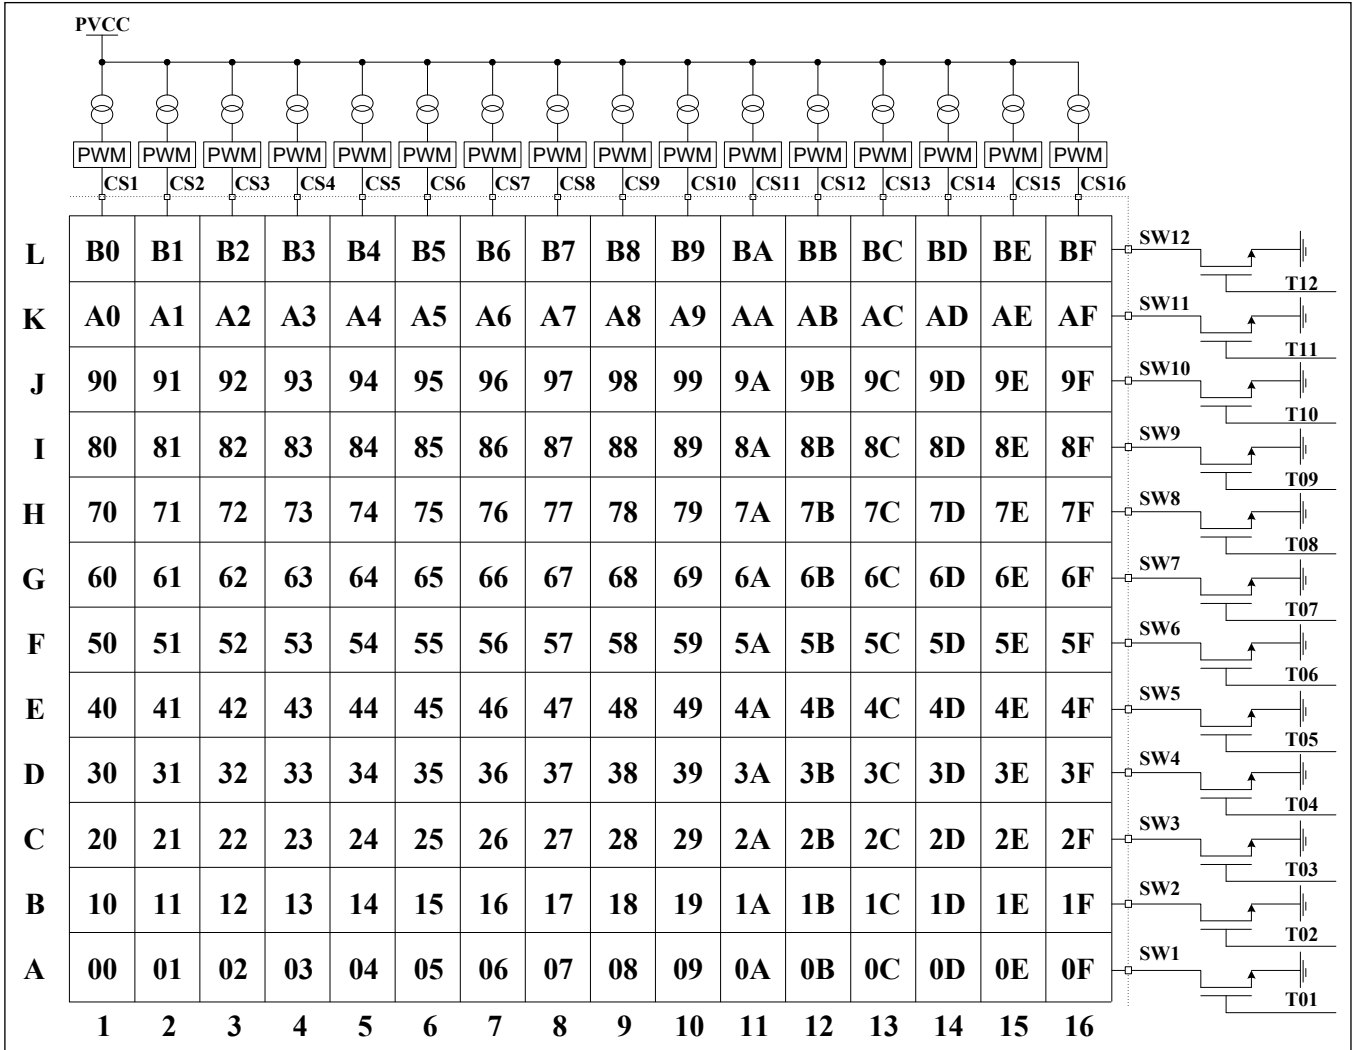 PVCC
PWM PWM PWM PWM PWM PWM PWM PWM PWM PWM PWM PWM PWM PWM PWM PWM
CS1 CS2 CS3 CS4 CS5 CS6 CS7 CS8 CS9 CS10 CS11 CS12 CS13 CS14 CS15 CS16
L B0 B1 B2 B3 B4 B5 B6 B7 B8 B9 BA BB BC BD BE BF SW12
T12
K A0 A1 A2 A3 A4 A5 A6 A7 A8 A9 AA AB AC AD AE AF SW11
T11
J 90 91 92 93 94 95 96 97 98 99 9A 9B 9C 9D 9E 9F SW10
T10
I 80 81 82 83 84 85 86 87 88 89 8A 8B 8C 8D 8E 8F SW9
T09
H 70 71 72 73 74 75 76 77 78 79 7A 7B 7C 7D 7E 7F SW8
T08
G 60 61 62 63 64 65 66 67 68 69 6A 6B 6C 6D 6E 6F SW7
T07
F 50 51 52 53 54 55 56 57 58 59 5A 5B 5C 5D 5E 5F SW6
T06
E 40 41 42 43 44 45 46 47 48 49 4A 4B 4C 4D 4E 4F SW5
T05
D 30 31 32 33 34 35 36 37 38 39 3A 3B 3C 3D 3E 3F SW4
T04
C 20 21 22 23 24 25 26 27 28 29 2A 2B 2C 2D 2E 2F SW3
T03
B 10 11 12 13 14 15 16 17 18 19 1A 1B 1C 1D 1E 1F SW2
T02
A 00 01 02 03 04 05 06 07 08 09 0A 0B 0C 0D 0E 0F SW1
T01
1 2 3 4 5 6 7 8 9 10 11 12 13 14 15 16